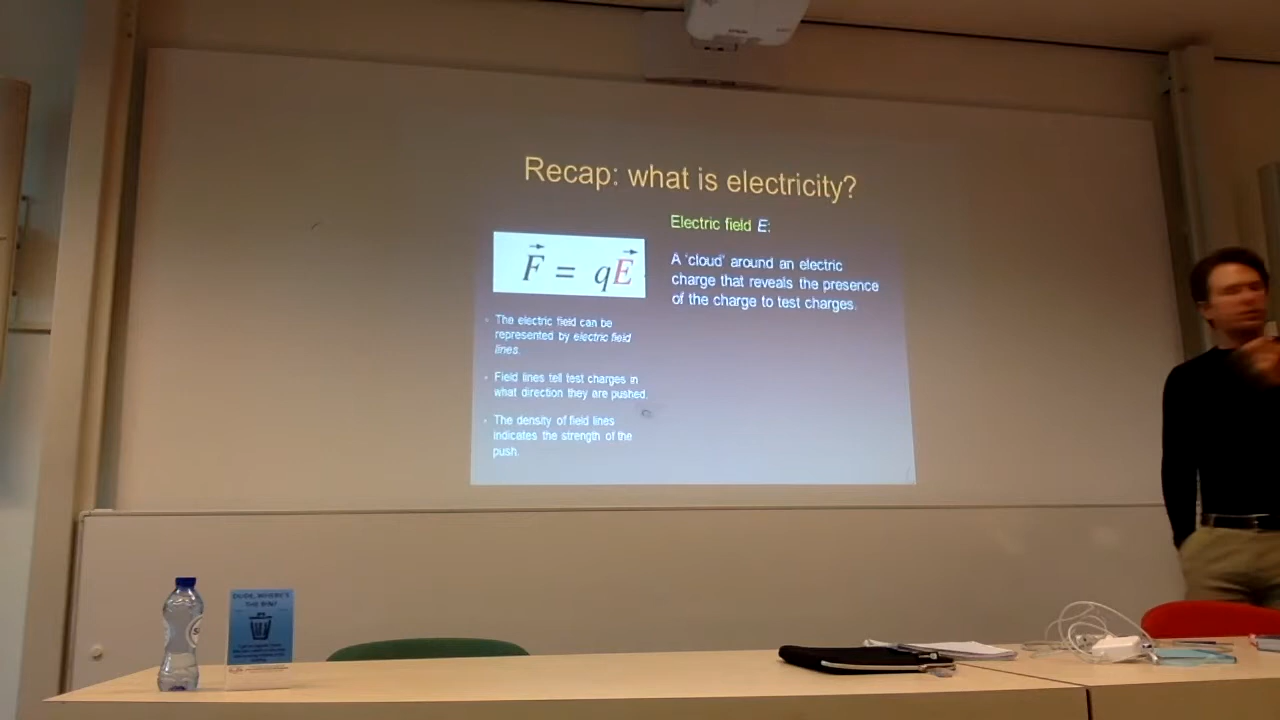 Recap: what is electricity?
F = qE
• The electric field can be
represented by electric field
lines.
• Field lines tell test charges in
what direction they are pushed.
• The density of field lines
indicates the strength of the
push.
Electric field E:
A 'cloud' around an electric
charge that reveals the presence
of the charge to test charges.
DUDE, WHERE'S
THE BIN?